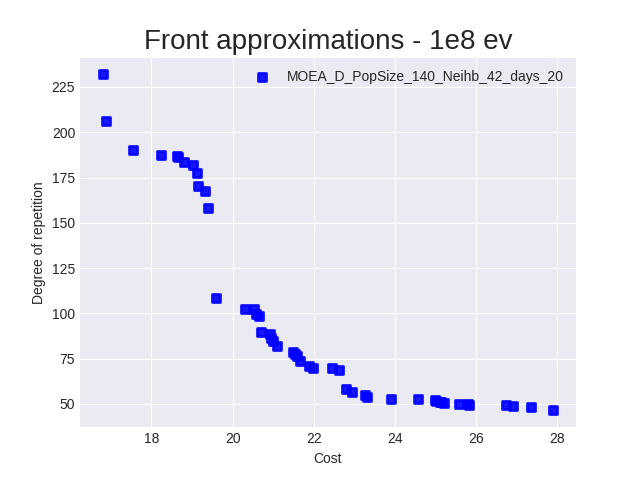 Front approximations - 1e8 ev
MOEA_D_PopSize_140_Neihb_42_days_20
225
200
175
150
125
100
75
50
Degree of repetition
18 20 22 24 26 28
Cost